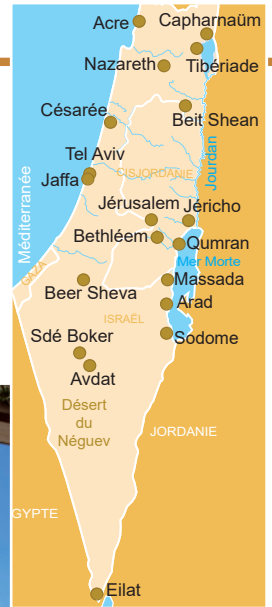 Acre
Capharnaüm
Nazareth
Tibériade
Césarée
Beit Shean
Tel Aviv
CISJORDANIE
Jourdan
Jaffa
Méditerranée
Jérusalem
Jéricho
Bethléem
Qumran
Mer Morte
GAZA
Massada
Beer Sheva
Arad
ISRAËL
Sdé Boker
Sodome
Avdat
Désert
du
Néguev
JORDANIE
GYPTE
Eilat